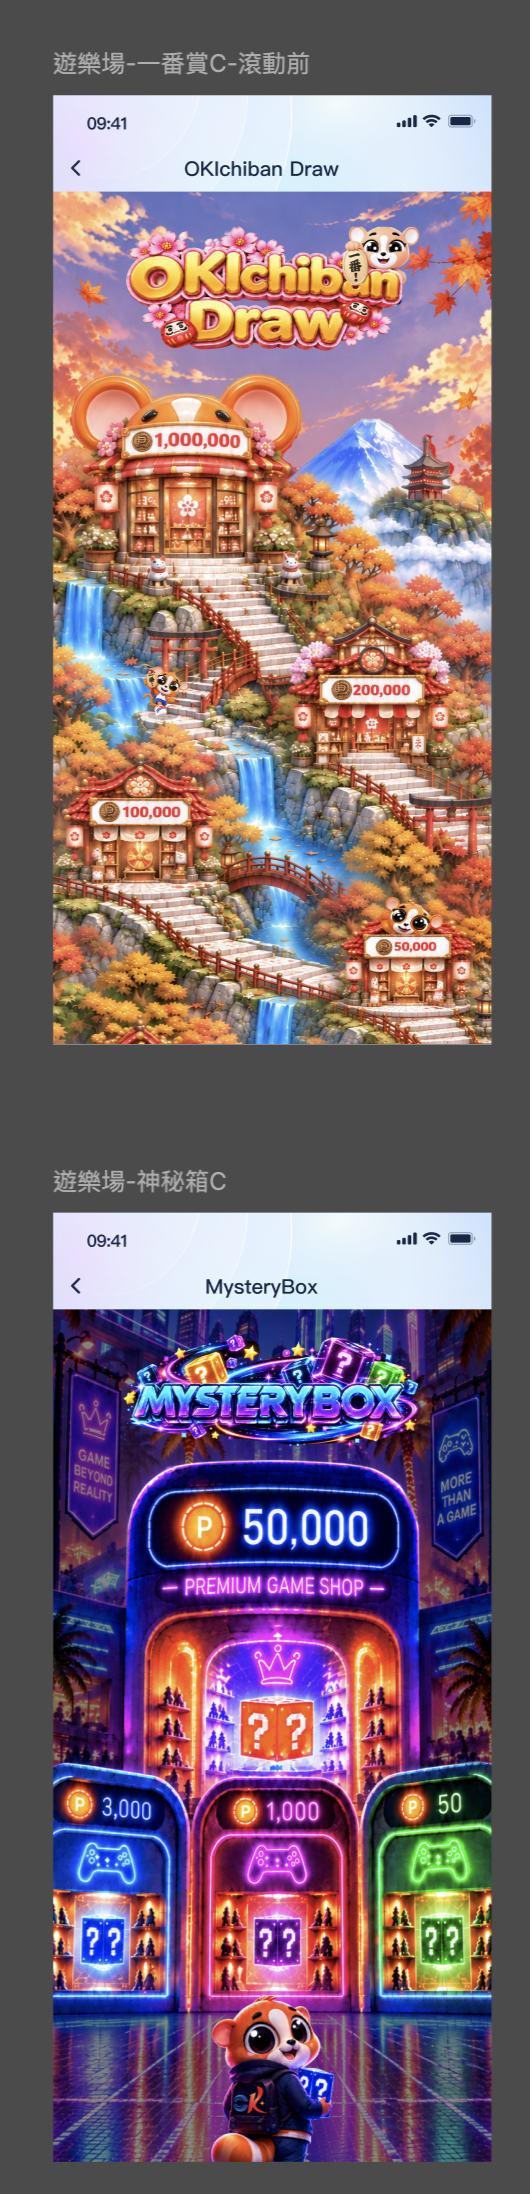 遊樂場-一番賞C-滾動前
09:41
OKIchiban Draw
OKIchiban
一番!
Draw
1,000,000
200,000
100,000
50,000
遊樂場-神秘箱C
09:41
MysteryBox
MYSTERYBOX
GAME
BEYOND
REALITY
MORE
THAN
A GAME
P 50,000
PREMIUM GAME SHOP
? ?
P 3,000
P 1,000
P 50
? ?
? ?
? ?
? ?
OK